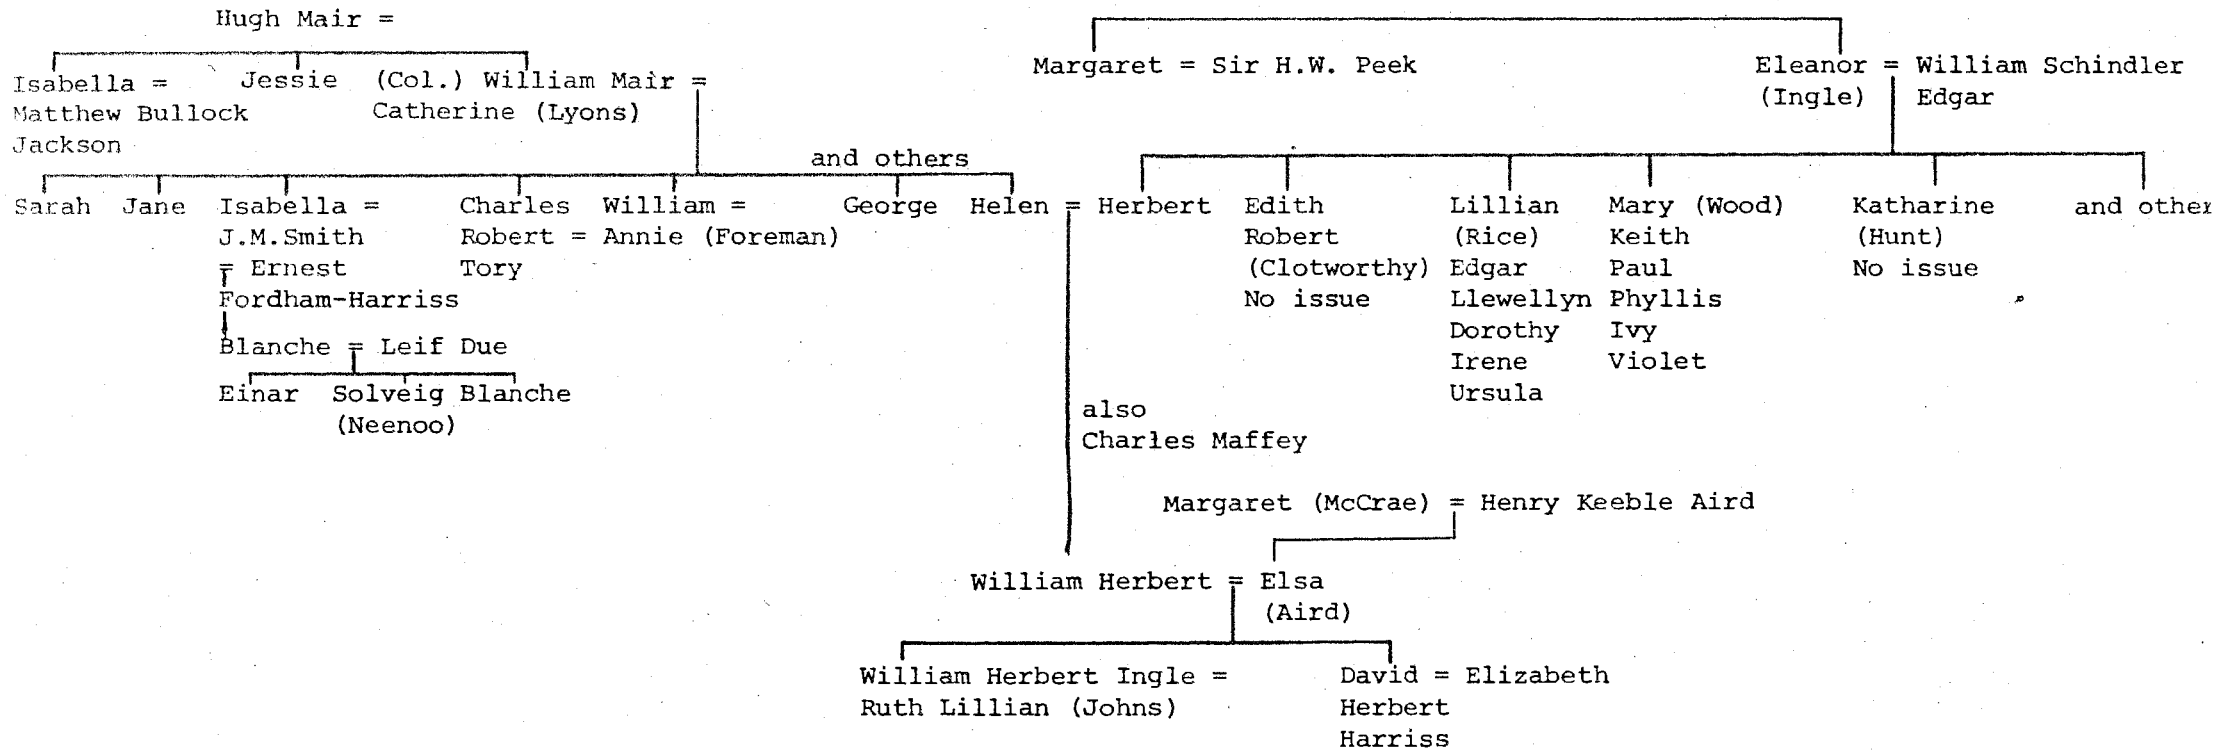 Hugh Mair =
Margaret = Sir H.W. Peek
Eleanor = William Schindler
(Ingle) Edgar
Isabella =
Matthew Bullock
Jackson
Jessie
(Col.) William Mair =
Catherine (Lyons)
and others
Sarah
Jane
Isabella =
J.M.Smith
= Ernest
Fordham-Harriss
Blanche = Leif Due
Einar Solveig Blanche
(Neenoo)
Charles
Robert =
Tory
William =
Annie (Foreman)
George
Helen = Herbert
Edith
Robert
(Clotworthy)
No issue
Lillian
(Rice)
Edgar
Llewellyn
Dorothy
Irene
Ursula
Mary (Wood)
Keith
Paul
Phyllis
Ivy
Violet
Katharine
(Hunt)
No issue
and other
also
Charles Maffey
Margaret (McCrae) = Henry Keeble Aird
William Herbert = Elsa
(Aird)
William Herbert Ingle =
Ruth Lillian (Johns)
David = Elizabeth
Herbert
Harriss